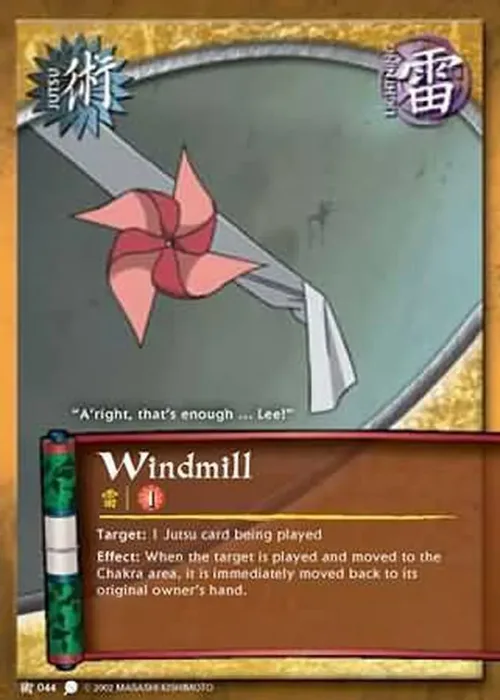 JUTSU
術
LIGHTNING
雷
"A'right, that's enough ... Lee!"
Windmill
雷 1
Target: 1 Jutsu card being played
Effect: When the target is played and moved to the
Chakra area, it is immediately moved back to its
original owner's hand.
術 044 © 2002 MASASHI KISHIMOTO